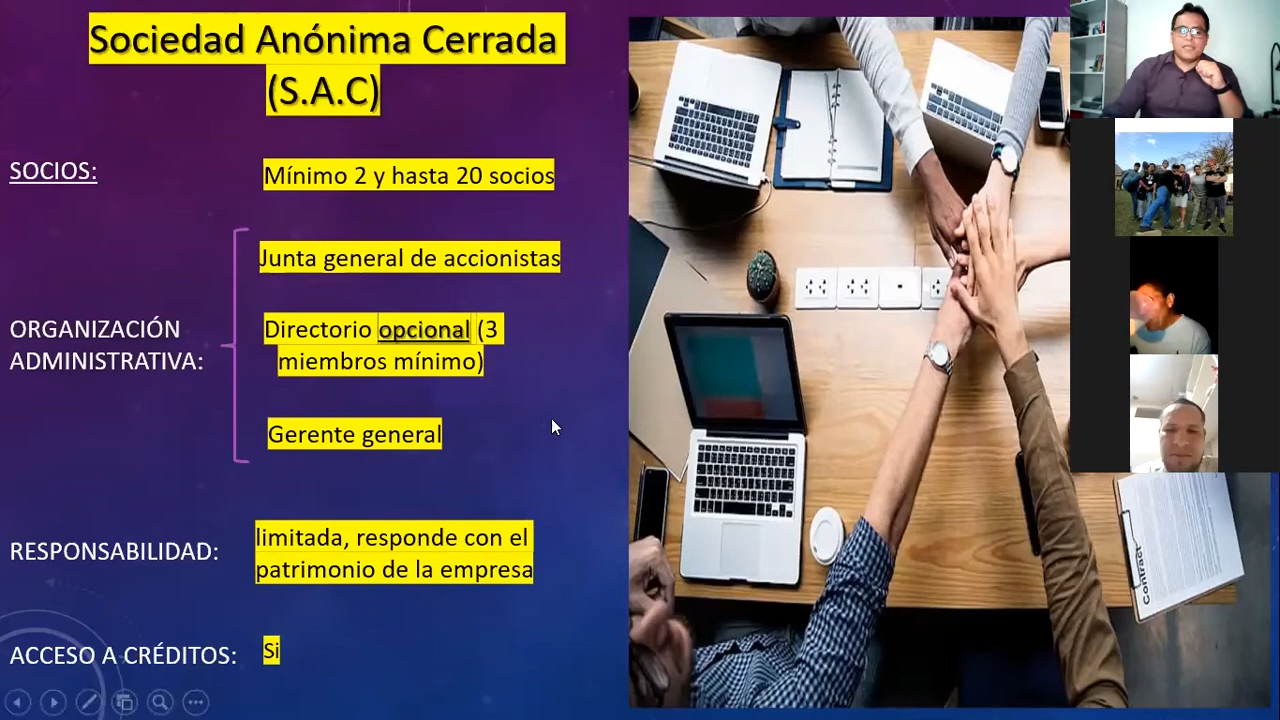 Sociedad Anónima Cerrada
(S.A.C)
SOCIOS:
Mínimo 2 y hasta 20 socios
ORGANIZACIÓN
ADMINISTRATIVA:
Junta general de accionistas
Directorio opcional (3
miembros mínimo)
Gerente general
RESPONSABILIDAD:
limitada, responde con el
patrimonio de la empresa
ACCESO A CRÉDITOS:
Si
Contract